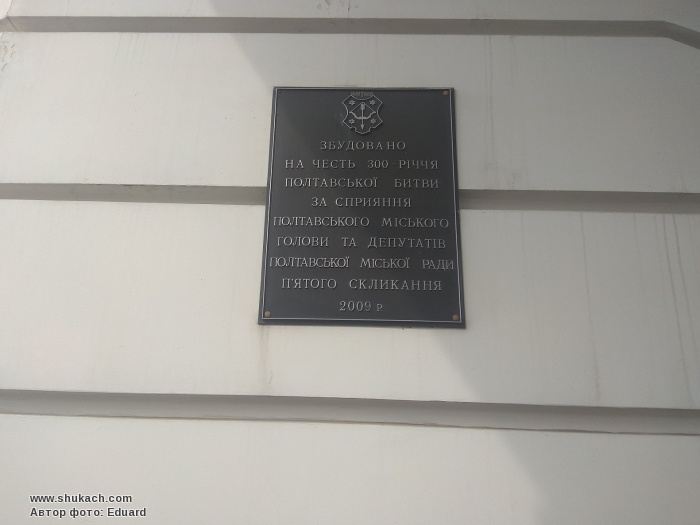 ЗБУДОВАНО
НА ЧЕСТЬ 300-РІЧЧЯ
ПОЛТАВСЬКОЇ БИТВИ
ЗА СПРИЯННЯ
ПОЛТАВСЬКОГО МІСЬКОГО
ГОЛОВИ ТА ДЕПУТАТІВ
ПОЛТАВСЬКОЇ МІСЬКОЇ РАДИ
П'ЯТОГО СКЛИКАННЯ
2009 р.
www.shukach.com
Автор фото: Eduard